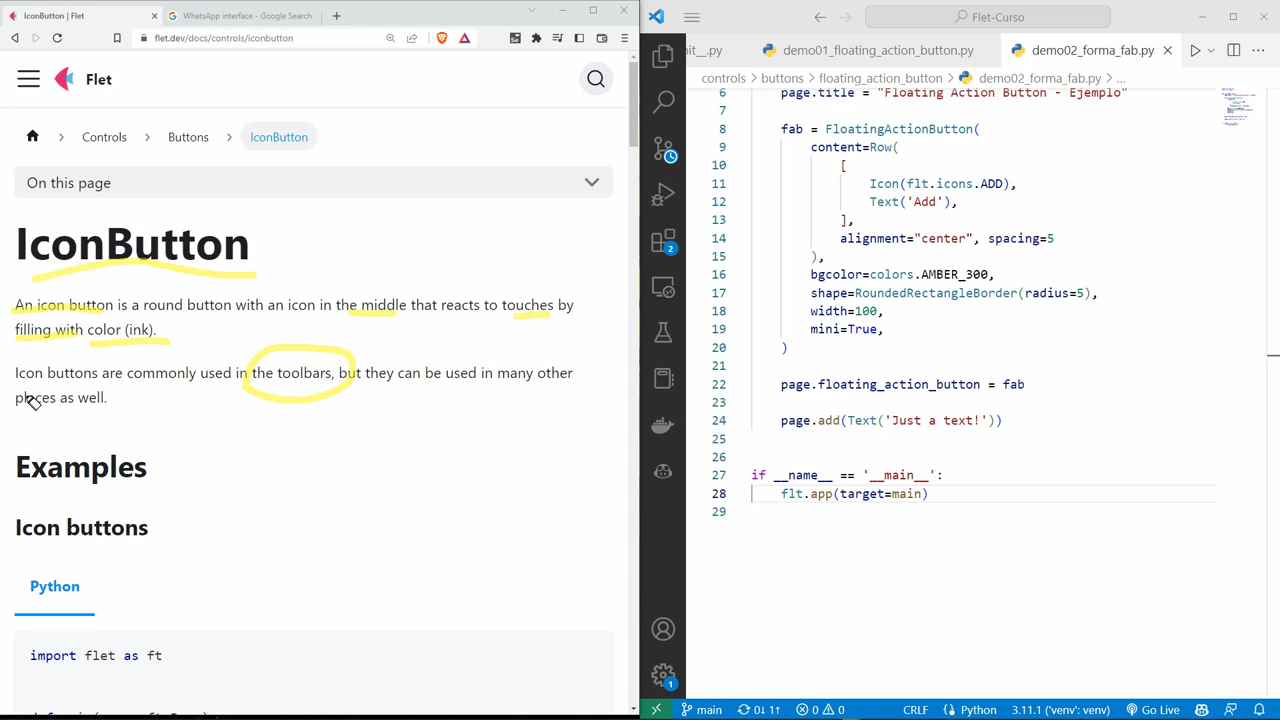 IconButton | Flet
WhatsApp interface - Google Search
flet.dev/docs/controls/iconbutton
Flet
Controls
Buttons
IconButton
On this page
IconButton
An icon button is a round button with an icon in the middle that reacts to touches by
filling with color (ink).
Icon buttons are commonly used in the toolbars, but they can be used in many other
places as well.
Examples
Icon buttons
Python
import flet as ft
Flet-Curso
nit__.py
demo01_floating_action_button.py
demo02_forma_fab.py
controls > buttons > floating_action_button > demo02_forma_fab.py > ...
6 page.title = "Floating Action Button - Ejemplo"
7
8 fab = FloatingActionButton(
9 content=Row(
10 [
11 Icon(flt.icons.ADD),
12 Text('Add'),
13 ],
14 alignment="center", spacing=5
15 ),
16 bgcolor=colors.AMBER_300,
17 shape=RoundedRectangleBorder(radius=5),
18 width=100,
19 mini=True,
20 )
21
22 page.floating_action_button = fab
23
24 page.add(Text('Just a text!'))
25
26
27 if __name__ == '__main__':
28 flt.app(target=main)
29
2
1
main
0↓ 1↑
0
0
CRLF
Python
3.11.1 ('venv': venv)
Go Live